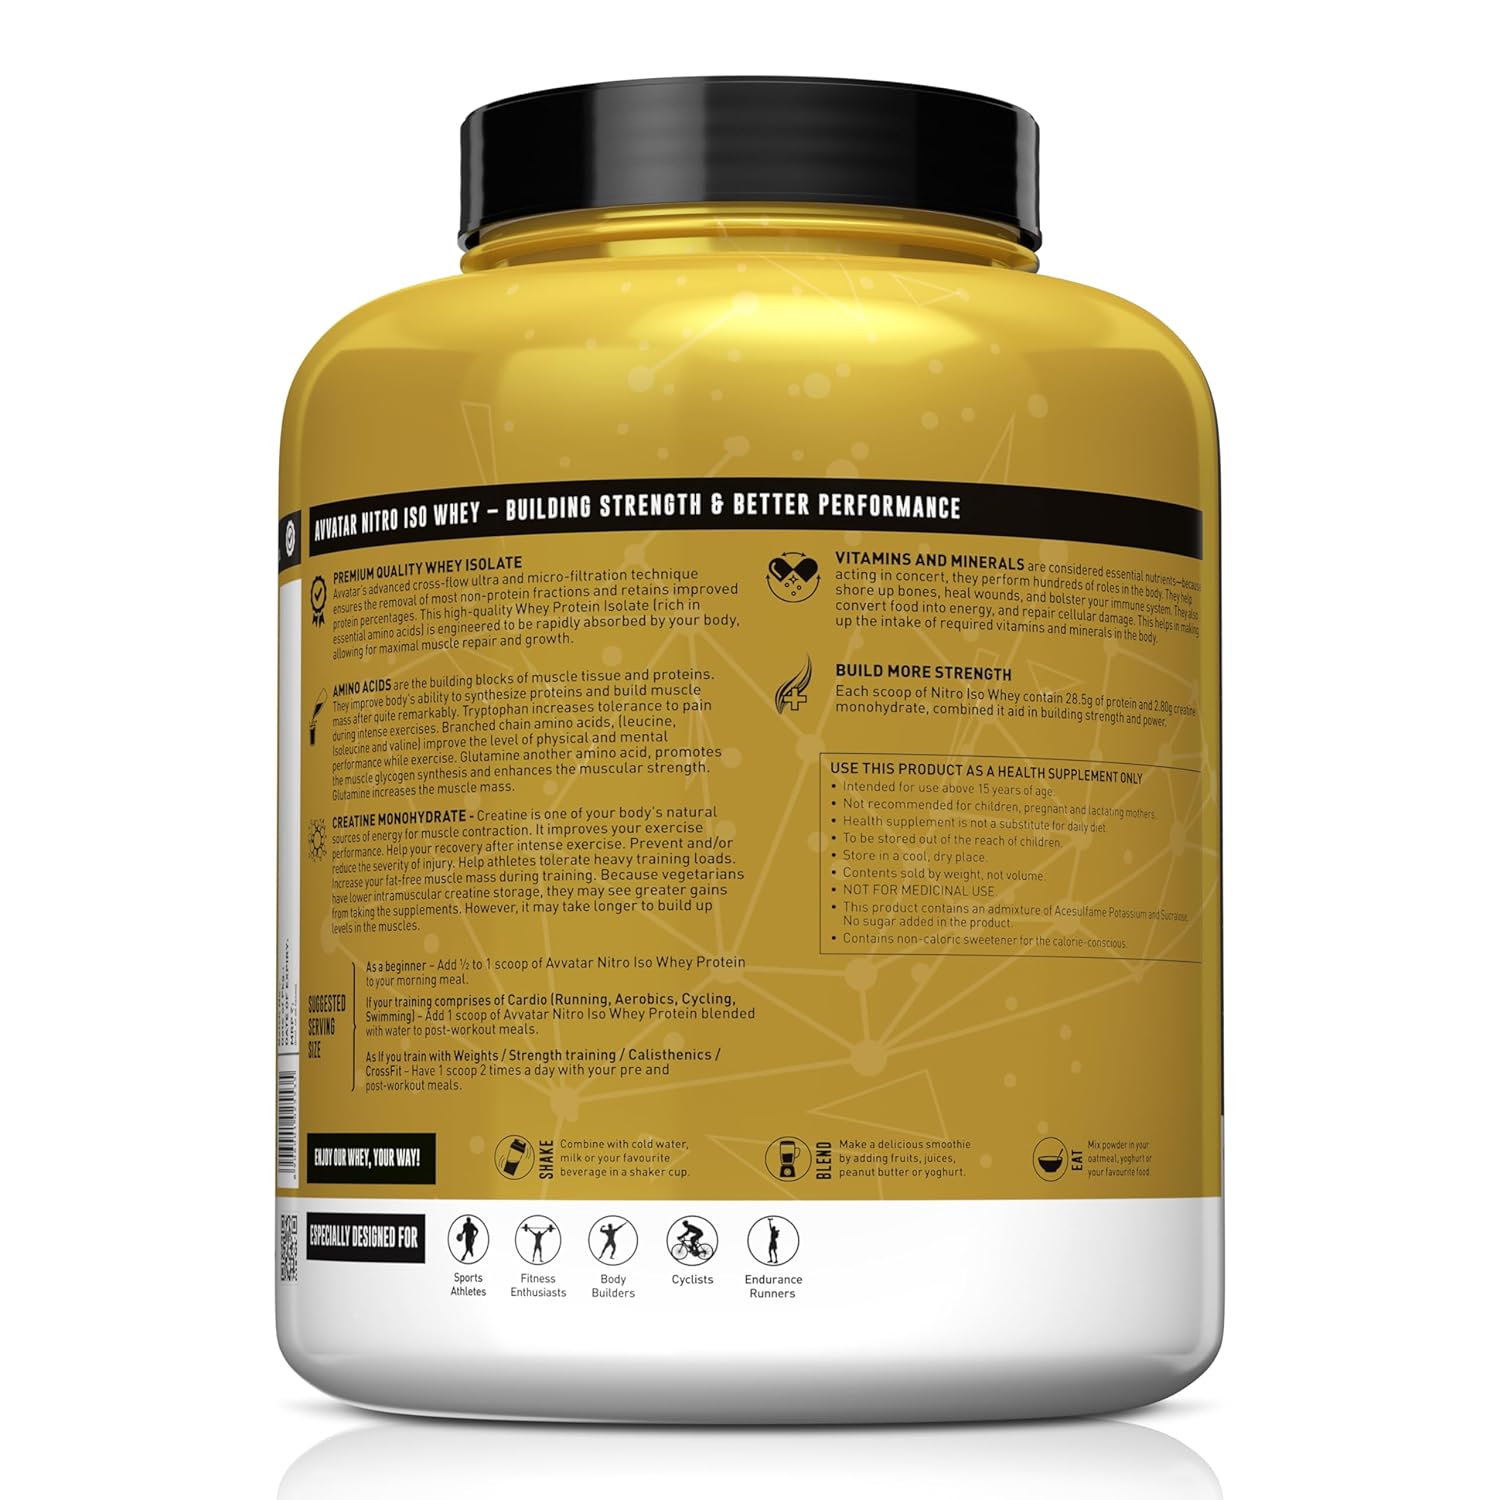 AVVATAR NITRO ISO WHEY – BUILDING STRENGTH & BETTER PERFORMANCE
PREMIUM QUALITY WHEY ISOLATE
Avvatar's advanced cross-flow ultra and micro-filtration technique
ensures the removal of most non-protein fractions and retains improved
protein percentages. This high-quality Whey Protein Isolate (rich in
essential amino acids) is engineered to be rapidly absorbed by your body,
allowing for maximal muscle repair and growth.
AMINO ACIDS are the building blocks of muscle tissue and proteins.
They improve body's ability to synthesize proteins and build muscle
mass after quite remarkably. Tryptophan increases tolerance to pain
during intense exercises. Branched chain amino acids, (leucine,
Isoleucine and valine) improve the level of physical and mental
performance while exercise. Glutamine another amino acid, promotes
the muscle glycogen synthesis and enhances the muscular strength.
Glutamine increases the muscle mass.
CREATINE MONOHYDRATE - Creatine is one of your body's natural
sources of energy for muscle contraction. It improves your exercise
performance. Help your recovery after intense exercise. Prevent and/or
reduce the severity of injury. Help athletes tolerate heavy training loads.
Increase your fat-free muscle mass during training. Because vegetarians
have lower intramuscular creatine storage, they may see greater gains
from taking the supplements. However, it may take longer to build up
levels in the muscles.
SUGGESTED
SERVING
SIZE
As a beginner – Add ½ to 1 scoop of Avvatar Nitro Iso Whey Protein
to your morning meal.
If your training comprises of Cardio (Running, Aerobics, Cycling,
Swimming) – Add 1 scoop of Avvatar Nitro Iso Whey Protein blended
with water to post-workout meals.
As If you train with Weights / Strength training / Calisthenics /
CrossFit – Have 1 scoop 2 times a day with your pre and
post-workout meals.
VITAMINS AND MINERALS are considered essential nutrients—because
acting in concert, they perform hundreds of roles in the body. They help
shore up bones, heal wounds, and bolster your immune system. They also
convert food into energy, and repair cellular damage. This helps in making
up the intake of required vitamins and minerals in the body.
BUILD MORE STRENGTH
Each scoop of Nitro Iso Whey contain 28.5g of protein and 2.80g creatine
monohydrate, combined it aid in building strength and power.
USE THIS PRODUCT AS A HEALTH SUPPLEMENT ONLY
• Intended for use above 15 years of age.
• Not recommended for children, pregnant and lactating mothers.
• Health supplement is not a substitute for daily diet.
• To be stored out of the reach of children.
• Store in a cool, dry place.
• Contents sold by weight, not volume.
• NOT FOR MEDICINAL USE.
• This product contains an admixture of Acesulfame Potassium and Sucralose.
No sugar added in the product.
• Contains non-caloric sweetener for the calorie-conscious.
DATE OF EXPIRY:
ENJOY OUR WHEY, YOUR WAY!
SHAKE
Combine with cold water,
milk or your favourite
beverage in a shaker cup.
BLEND
Make a delicious smoothie
by adding fruits, juices,
peanut butter or yoghurt.
EAT
Mix powder in your
oatmeal, yoghurt or
your favourite food.
ESPECIALLY DESIGNED FOR
Sports
Athletes
Fitness
Enthusiasts
Body
Builders
Cyclists
Endurance
Runners